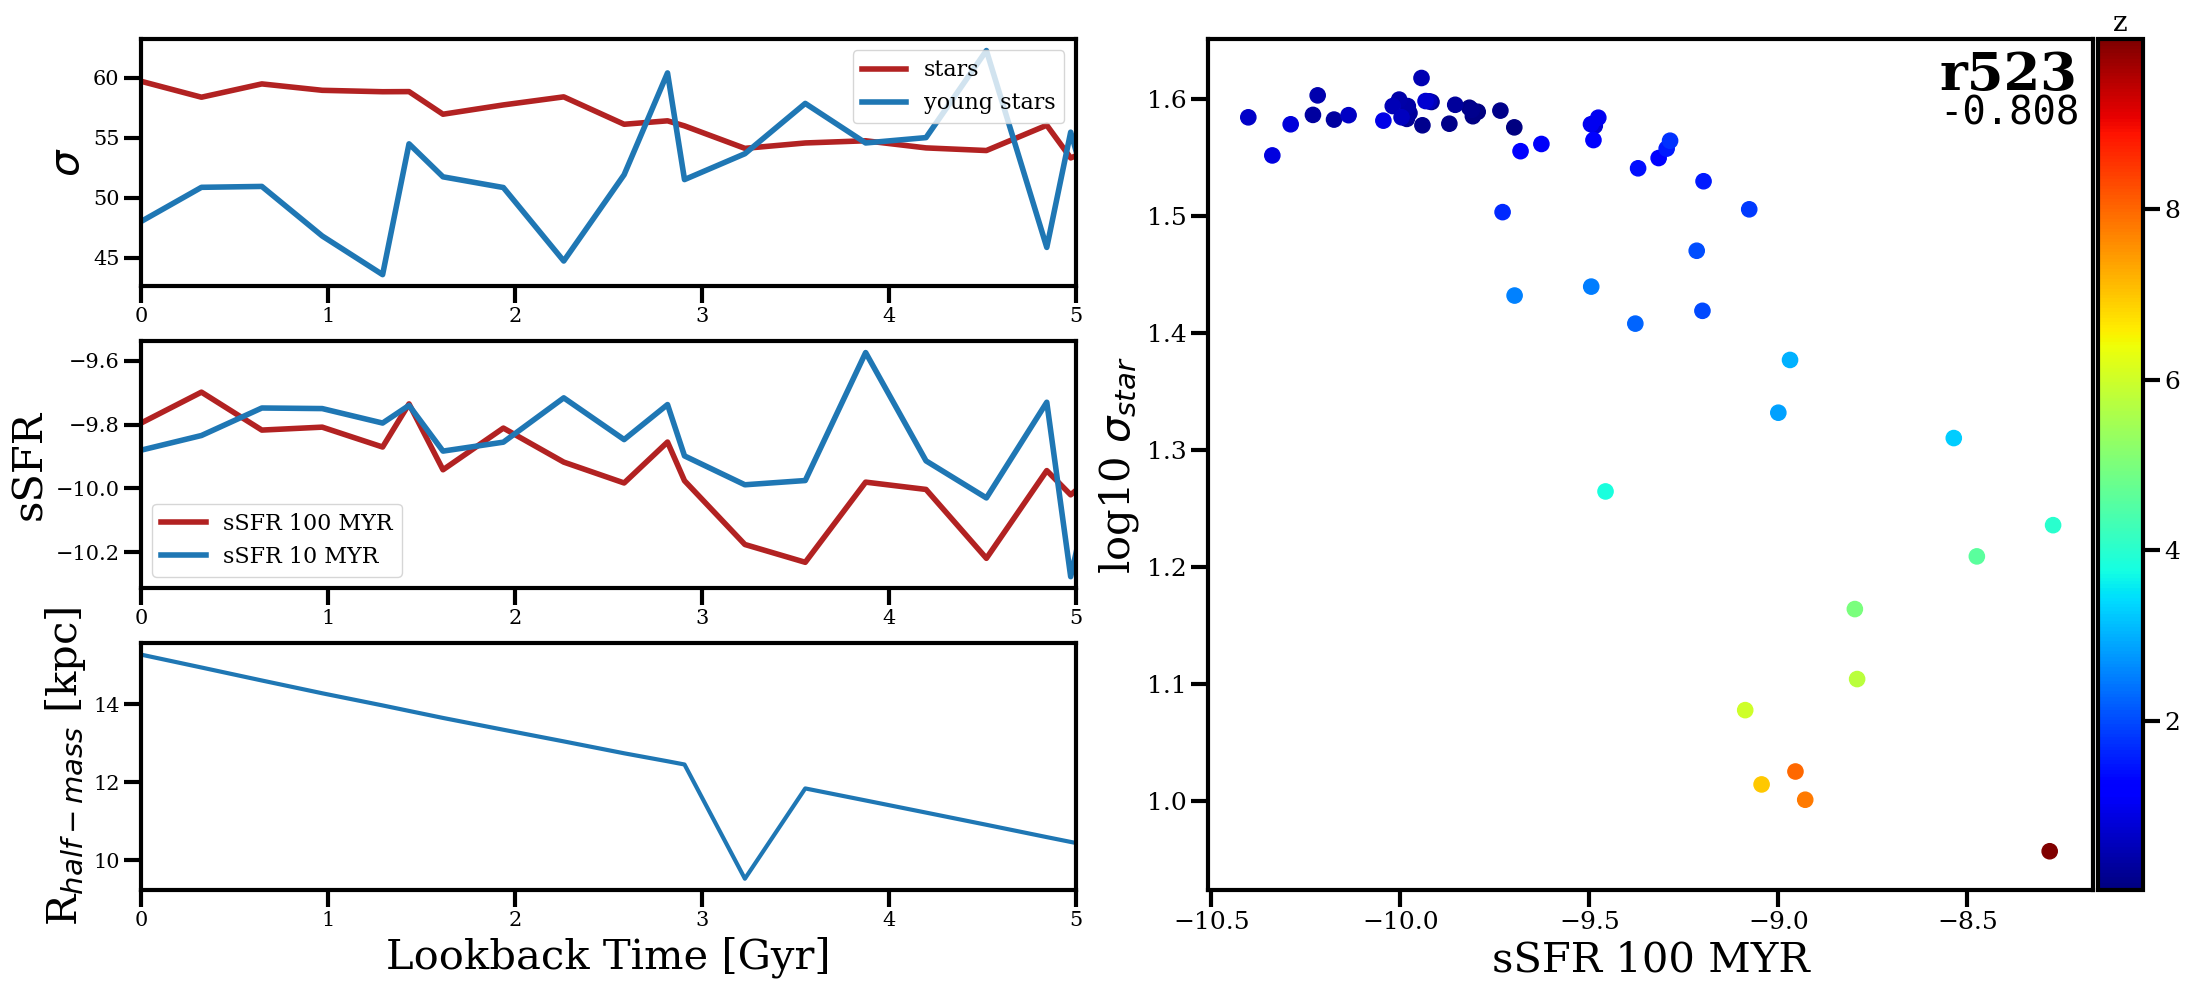 60
55
50
45
σ
stars
young stars
0 1 2 3 4 5
−9.6
−9.8
−10.0
−10.2
sSFR
sSFR 100 MYR
sSFR 10 MYR
0 1 2 3 4 5
14
12
10
R_half−mass [kpc]
0 1 2 3 4 5
Lookback Time [Gyr]
r523
-0.808
1.6
1.5
1.4
1.3
1.2
1.1
1.0
log10 σ_star
−10.5 −10.0 −9.5 −9.0 −8.5
sSFR 100 MYR
z
8
6
4
2